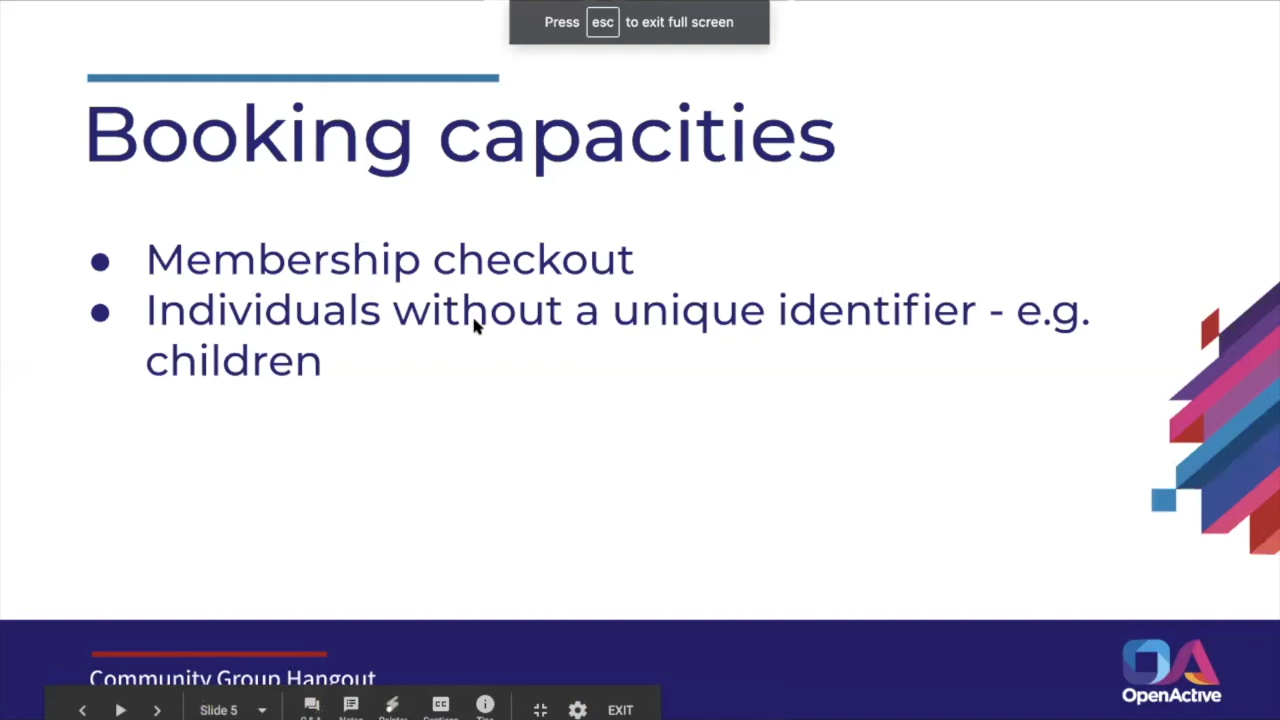 Press esc to exit full screen
Booking capacities
● Membership checkout
● Individuals without a unique identifier - e.g.
children
Community Group Hangout
OpenActive
Slide 5
EXIT